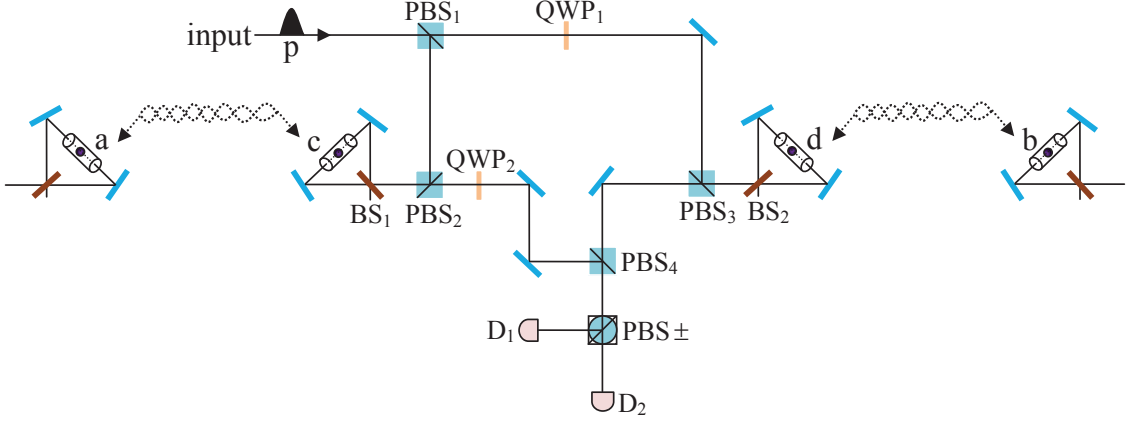 PBS₁
QWP₁
input
p
a
c
d
b
QWP₂
BS₁
PBS₂
PBS₃
BS₂
PBS₄
D₁
PBS ±
D₂